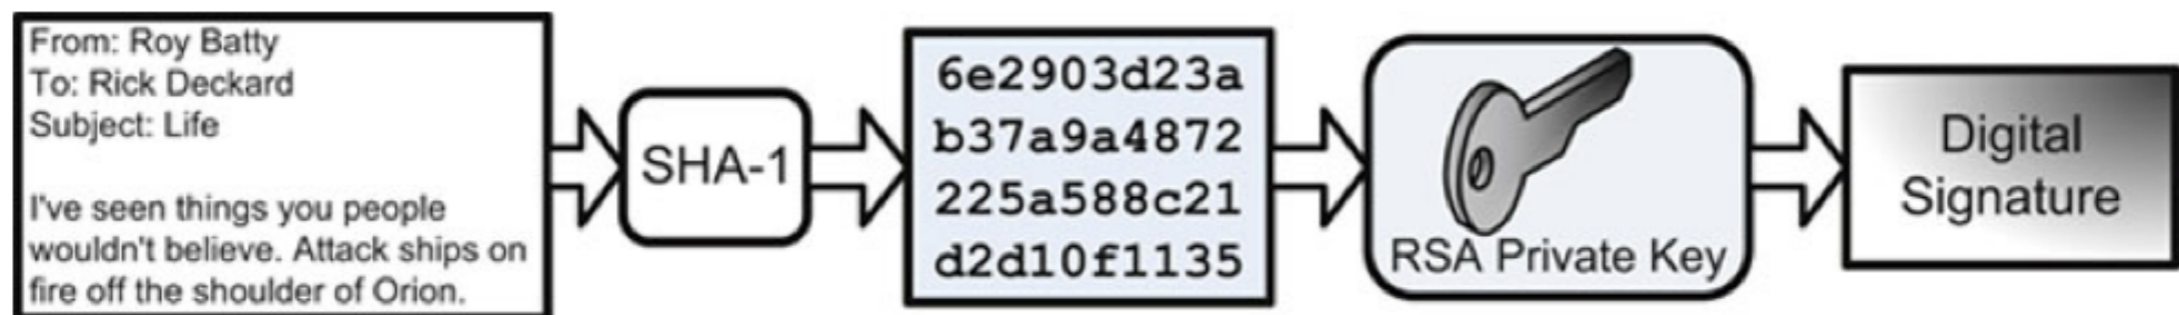 From: Roy Batty
To: Rick Deckard
Subject: Life
I've seen things you people
wouldn't believe. Attack ships on
fire off the shoulder of Orion.
SHA-1
6e2903d23a
b37a9a4872
225a588c21
d2d10f1135
RSA Private Key
Digital
Signature